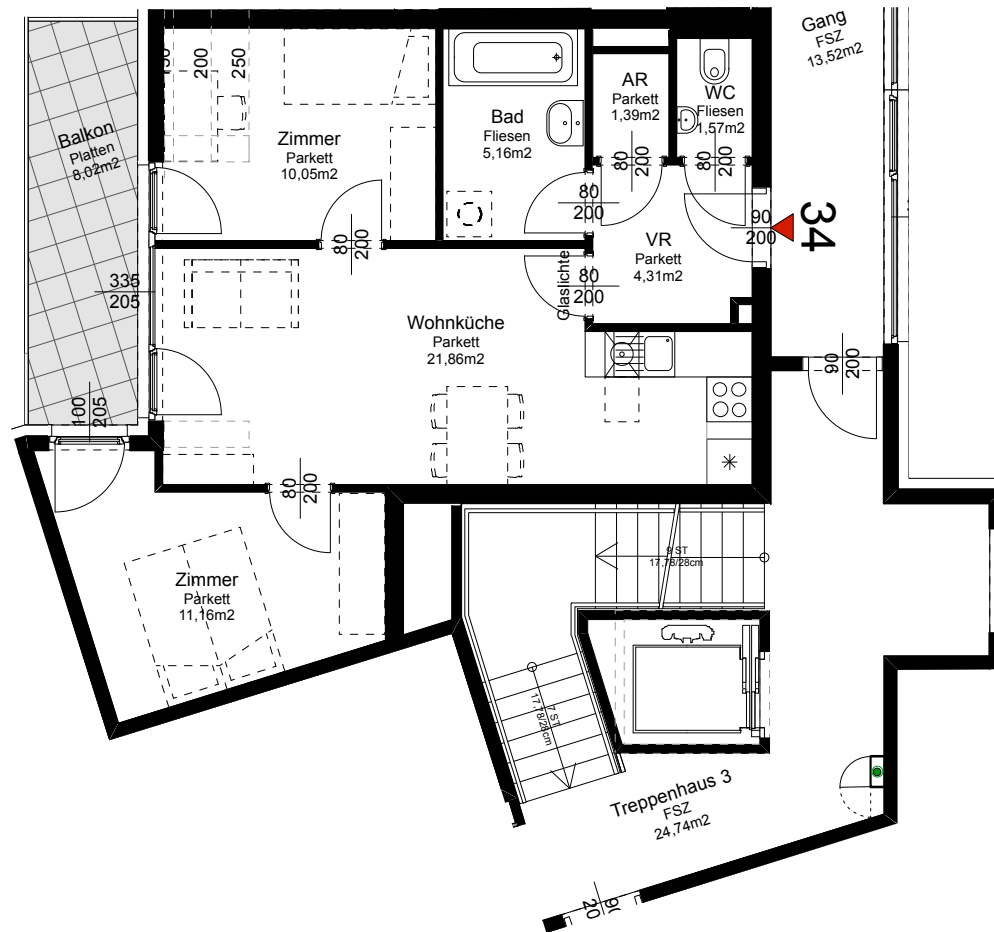 Gang
FSZ
13,52m2
200
250
Balkon
Platten
8,02m2
Zimmer
Parkett
10,05m2
Bad
Fliesen
5,16m2
AR
Parkett
1,39m2
WC
Fliesen
1,57m2
80
200
80
200
80
200
80
200
90
200
34
VR
Parkett
4,31m2
80
200
Glaslichte
335
205
Wohnküche
Parkett
21,86m2
90
200
100
205
80
200
Zimmer
Parkett
11,16m2
9 ST
17,78/28cm
7 ST
17,78/28cm
Treppenhaus 3
FSZ
24,74m2